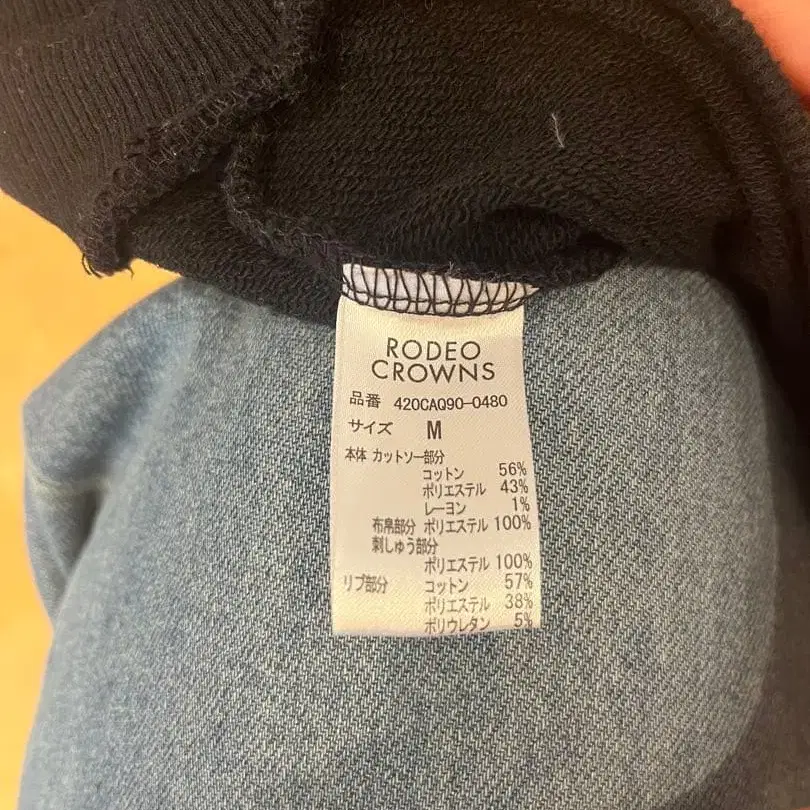 RODEO
CROWNS
品番 420CAQ90-0480
サイズ M
本体 カットソー部分
コットン 56%
ポリエステル 43%
レーヨン 1%
布帛部分 ポリエステル 100%
刺しゅう部分
ポリエステル 100%
リブ部分 コットン 57%
ポリエステル 38%
ポリウレタン 5%